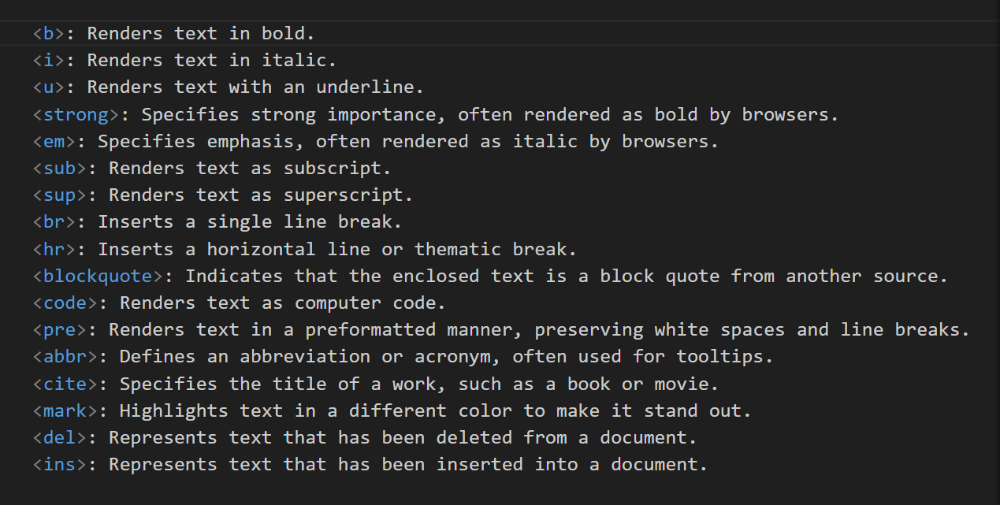 <b>: Renders text in bold.
<i>: Renders text in italic.
<u>: Renders text with an underline.
<strong>: Specifies strong importance, often rendered as bold by browsers.
<em>: Specifies emphasis, often rendered as italic by browsers.
<sub>: Renders text as subscript.
<sup>: Renders text as superscript.
<br>: Inserts a single line break.
<hr>: Inserts a horizontal line or thematic break.
<blockquote>: Indicates that the enclosed text is a block quote from another source.
<code>: Renders text as computer code.
<pre>: Renders text in a preformatted manner, preserving white spaces and line breaks.
<abbr>: Defines an abbreviation or acronym, often used for tooltips.
<cite>: Specifies the title of a work, such as a book or movie.
<mark>: Highlights text in a different color to make it stand out.
<del>: Represents text that has been deleted from a document.
<ins>: Represents text that has been inserted into a document.